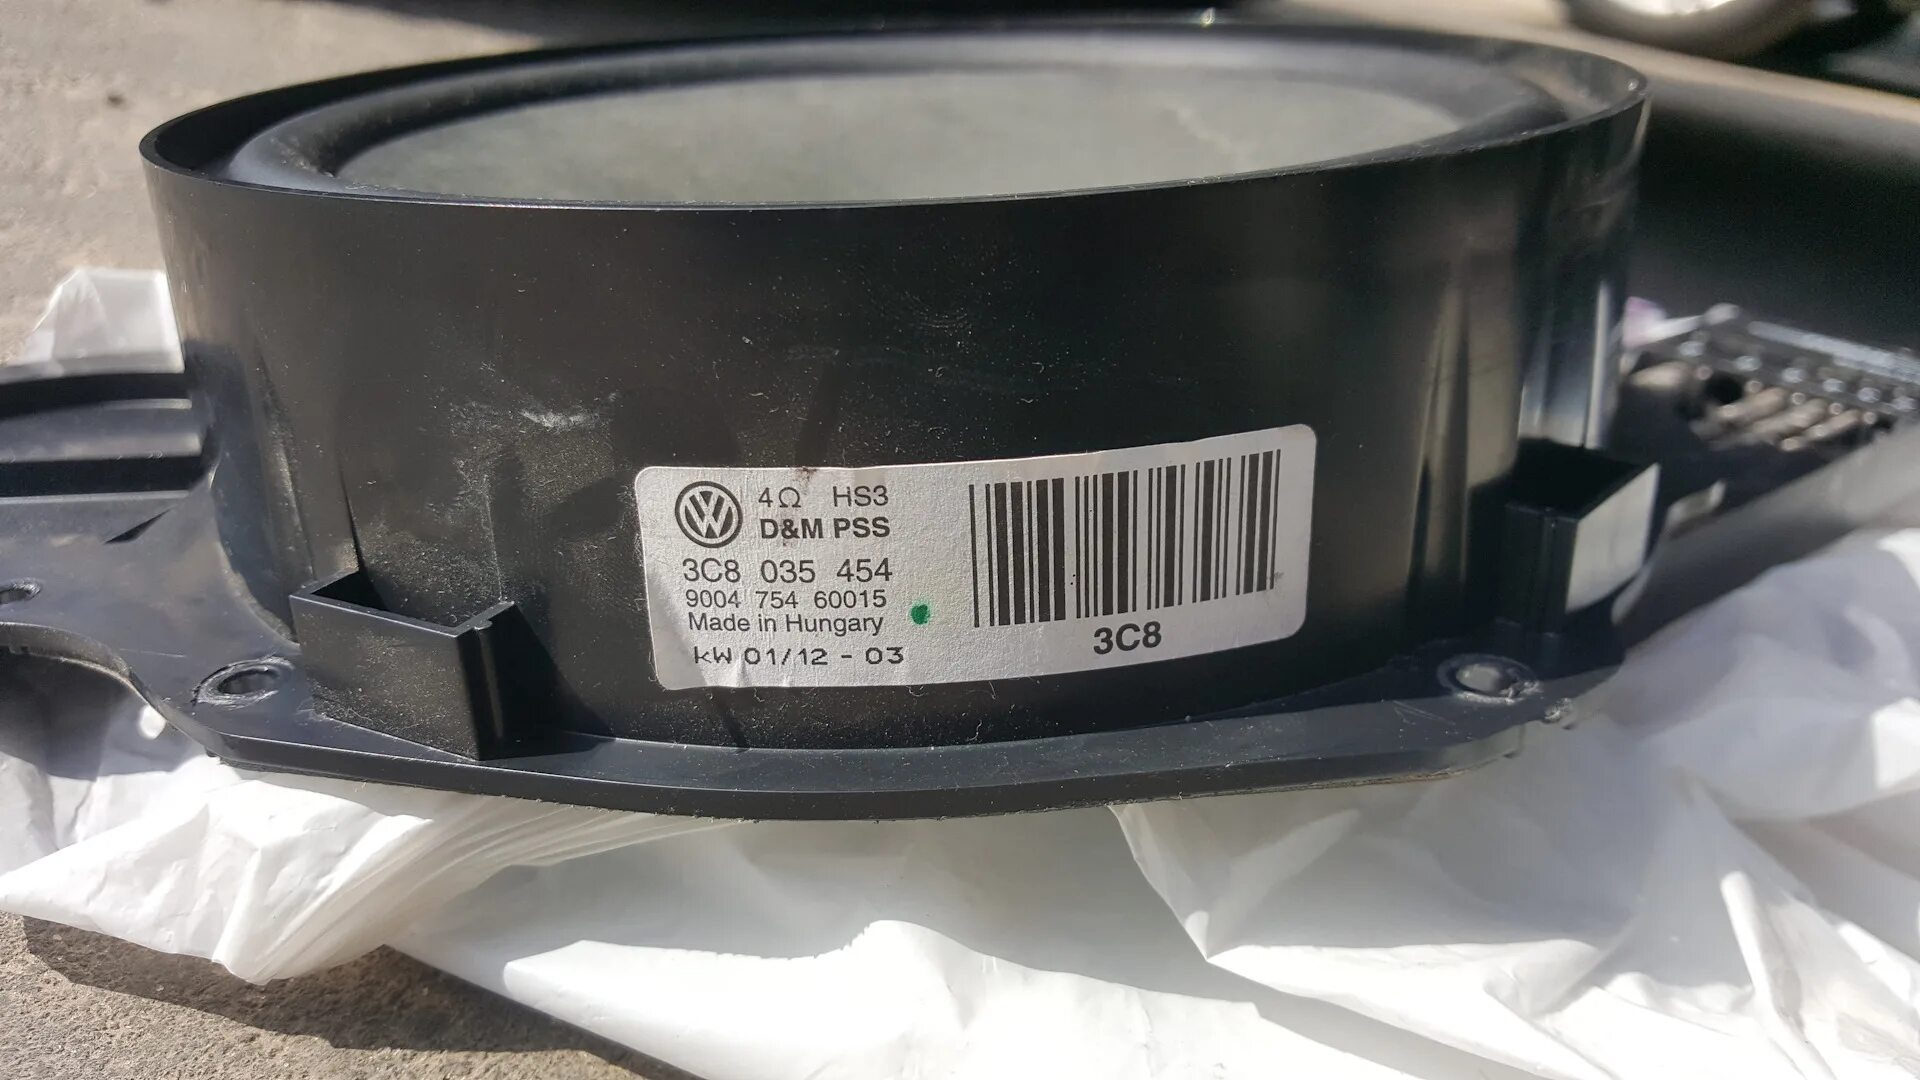 4Ω HS3
D&M PSS
3C8 035 454
9004 754 60015
Made in Hungary
kW 01/12 - 03
3C8